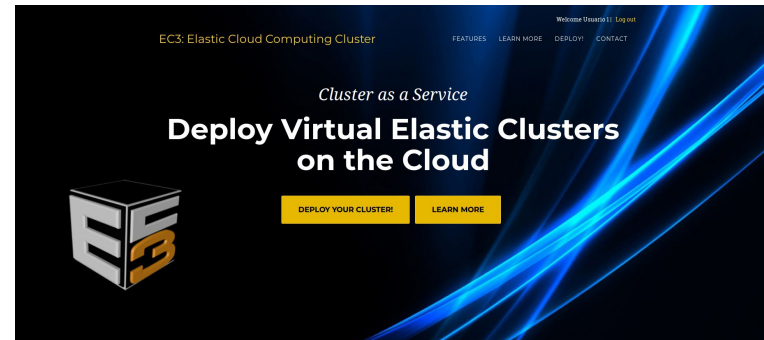 Welcome Usuario 1 | Log out
EC3: Elastic Cloud Computing Cluster
FEATURES LEARN MORE DEPLOY! CONTACT
Cluster as a Service
Deploy Virtual Elastic Clusters
on the Cloud
DEPLOY YOUR CLUSTER! LEARN MORE
EC3